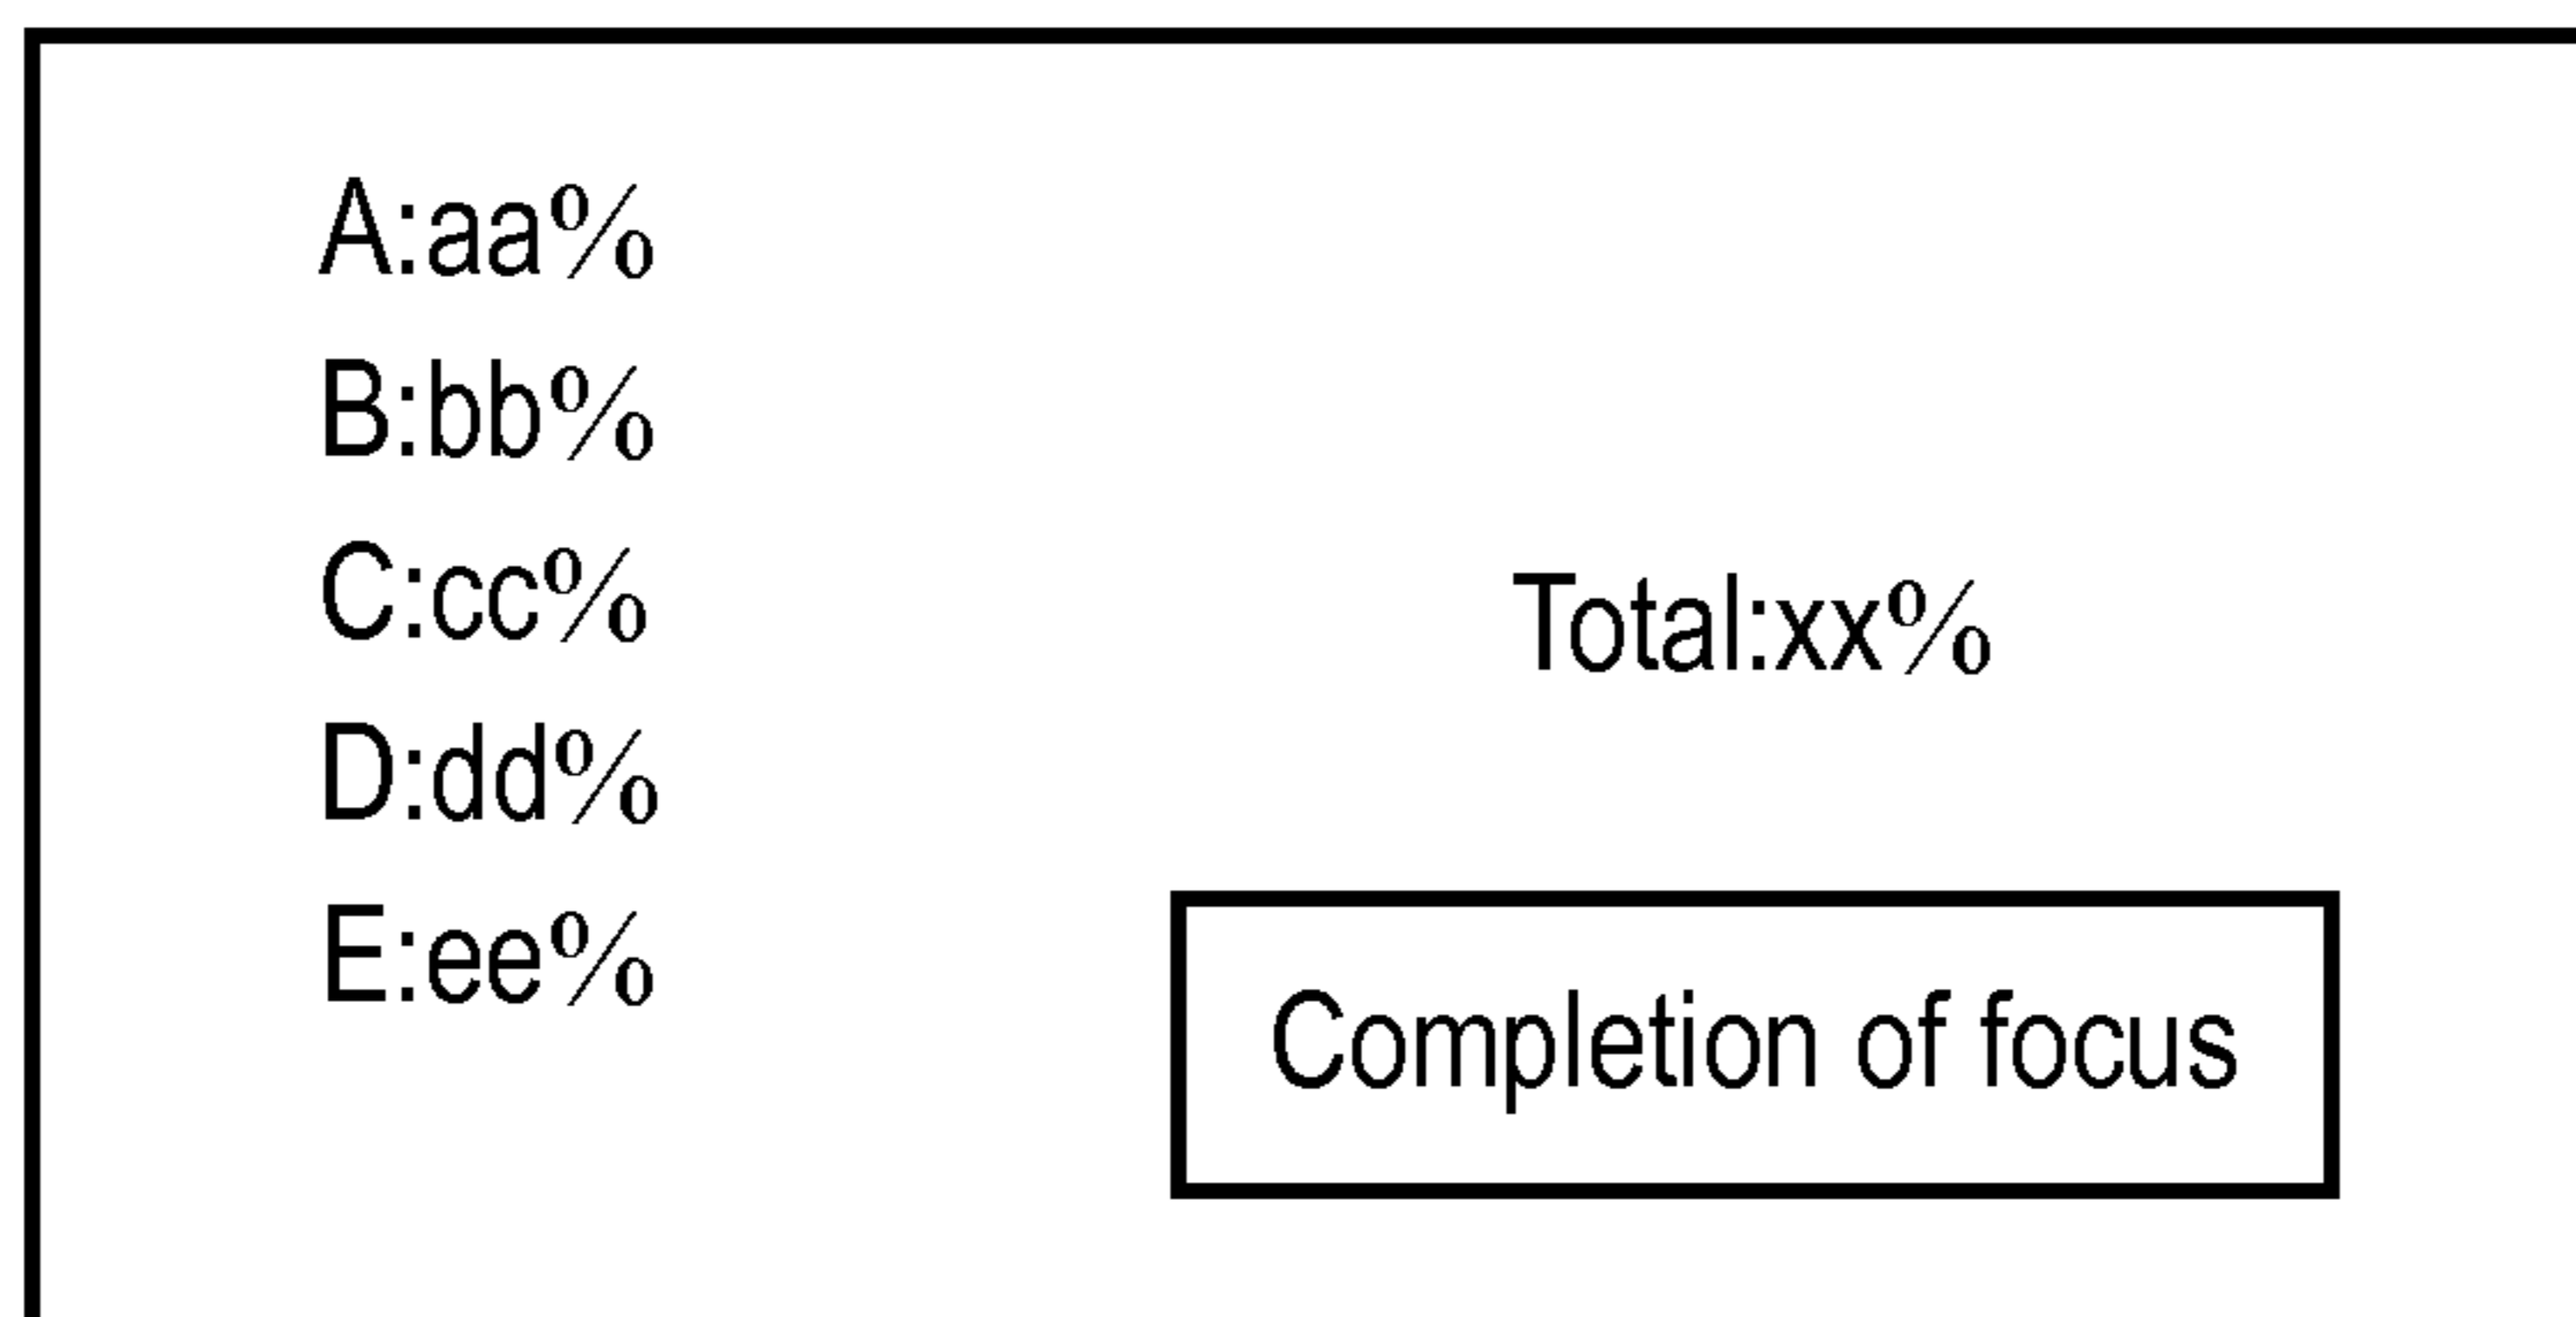 A:aa%
B:bb%
C:cc%
D:dd%
E:ee%
Total:xx%
Completion of focus